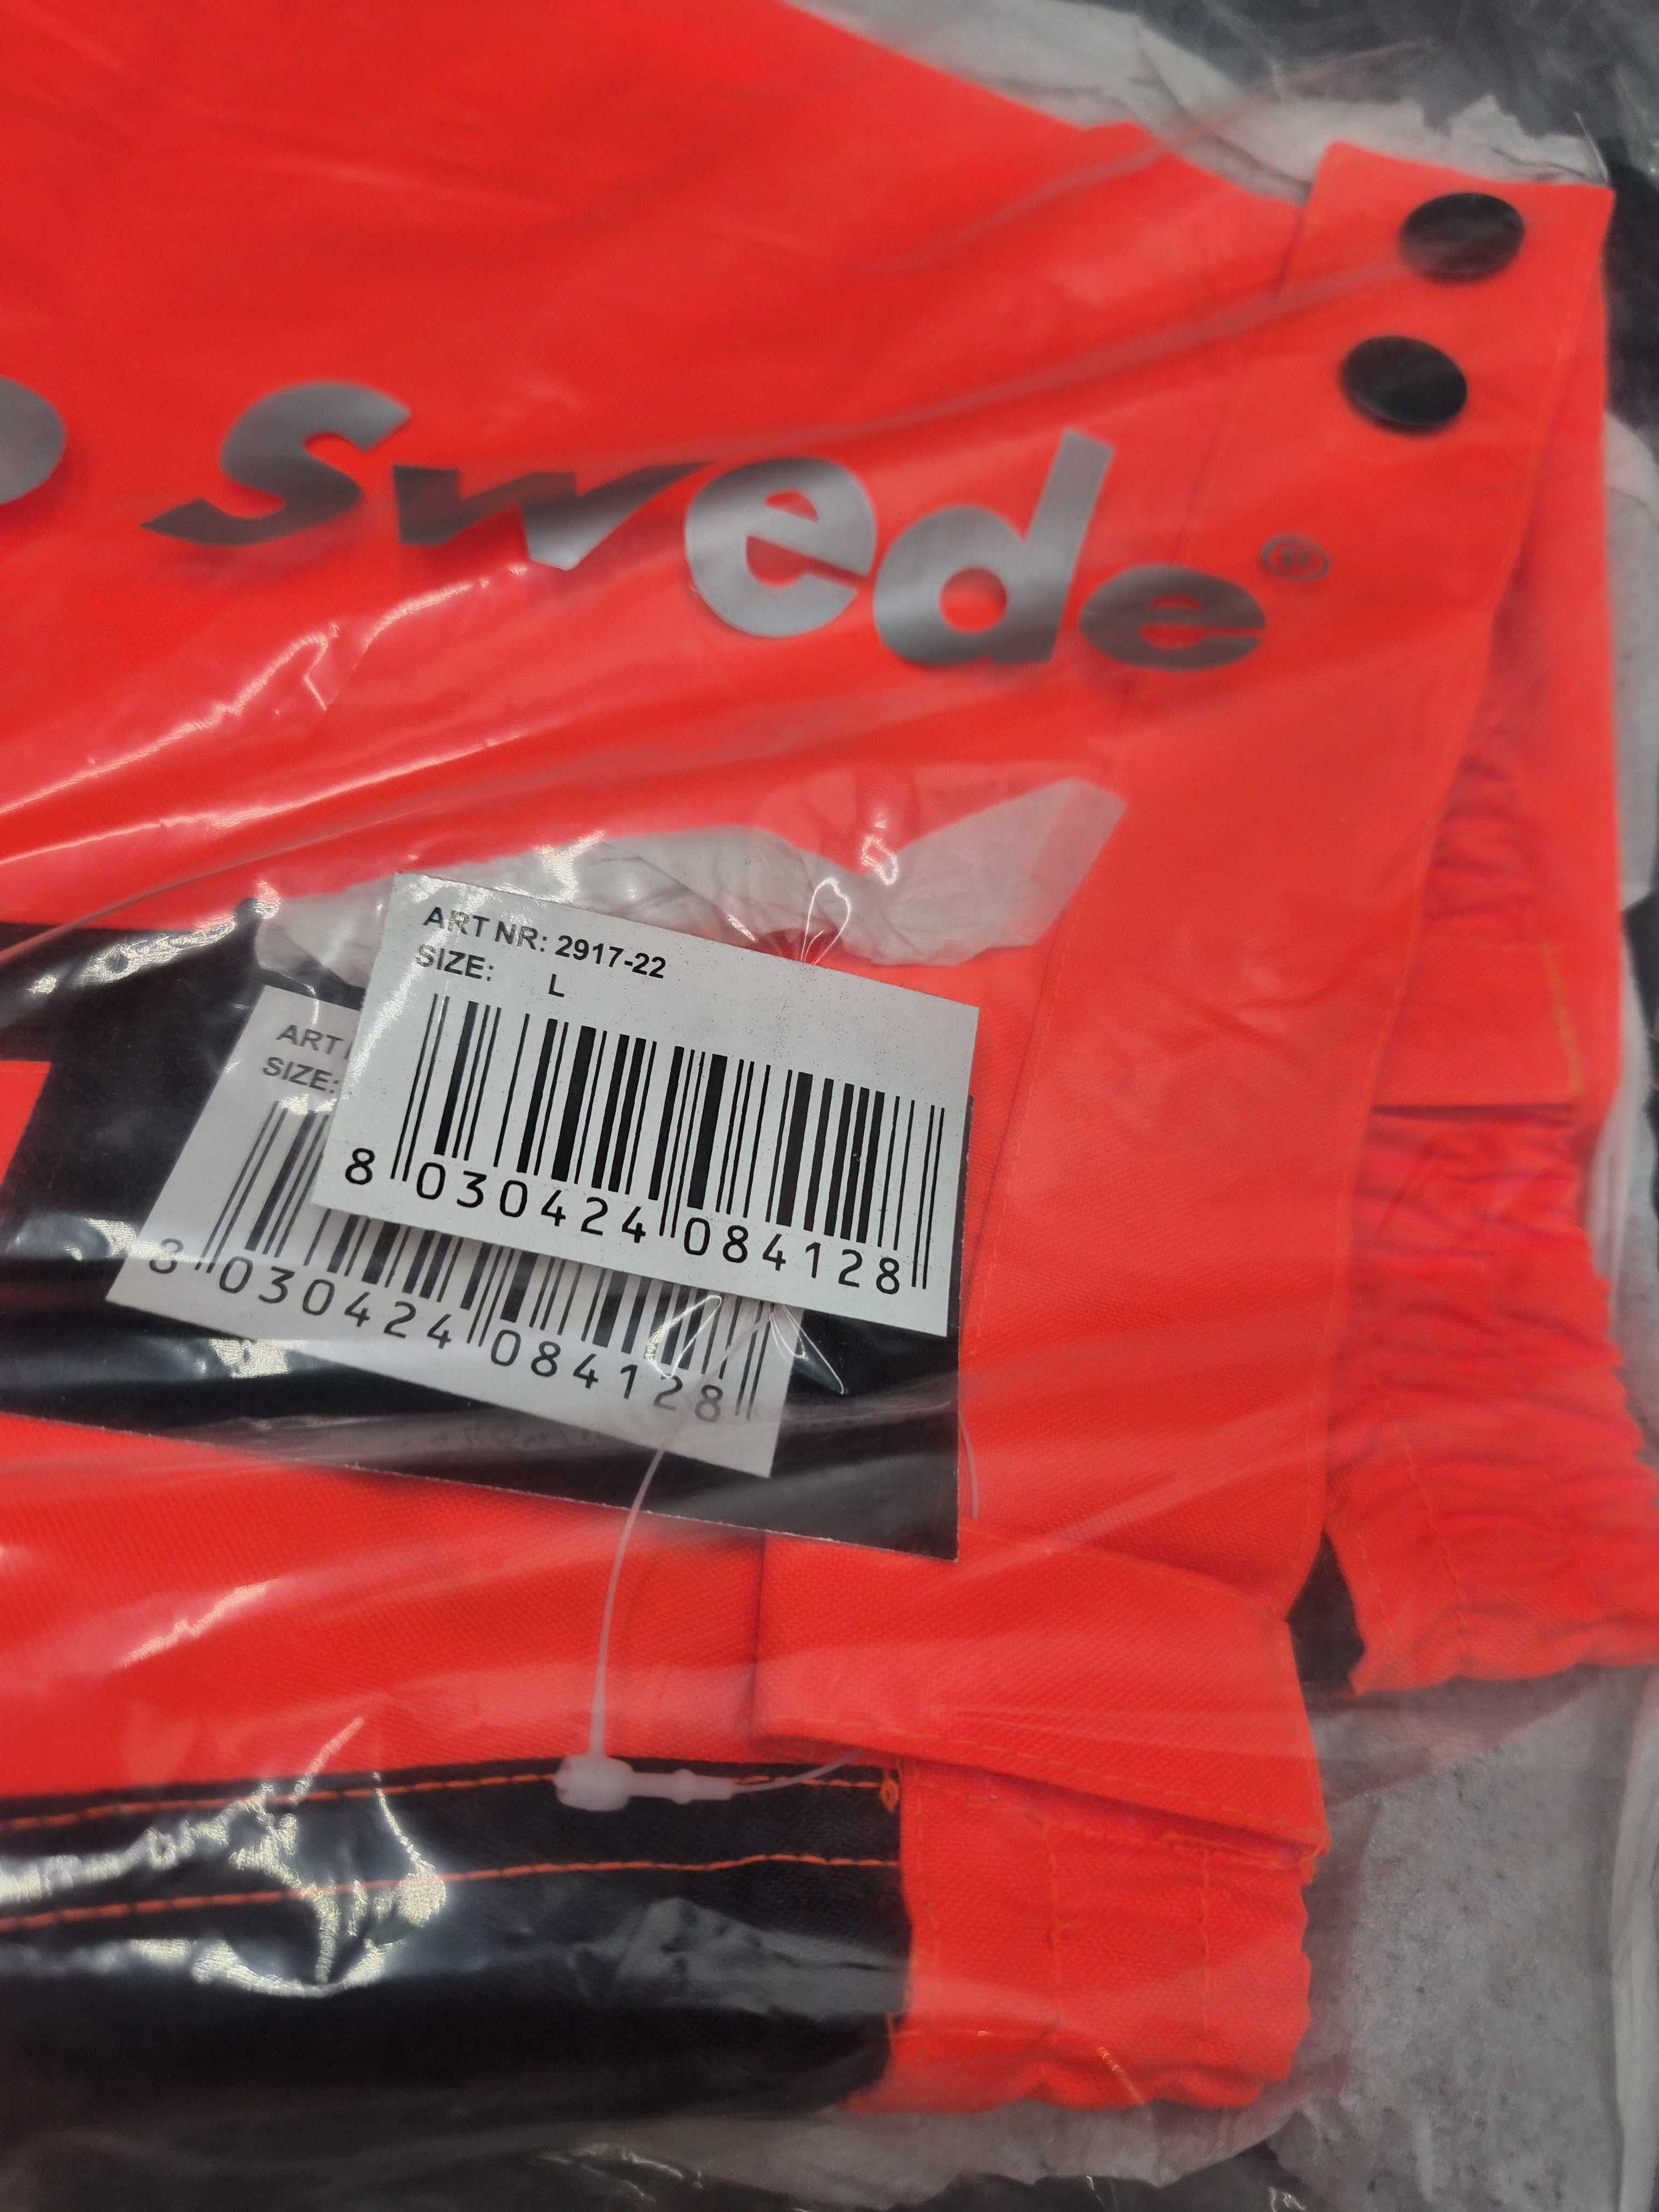 Swede®
ART NR: 2917-22
SIZE: L
ART
SIZE:
8 030424 084128
8 030424 084128